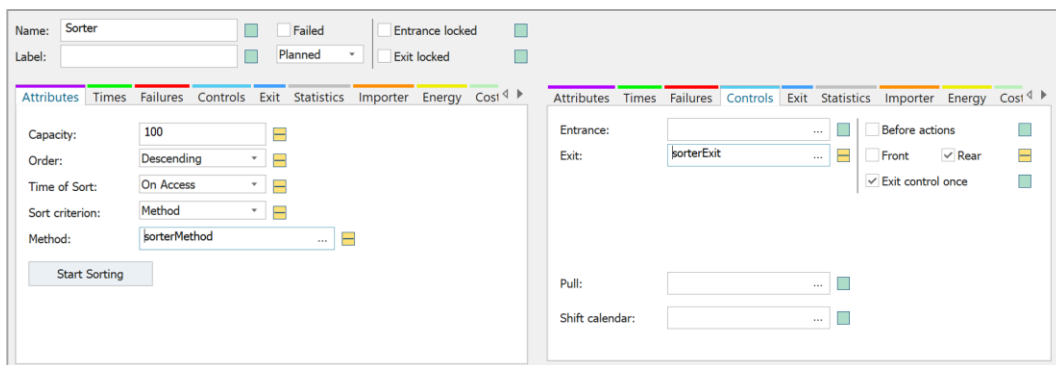 Name: Sorter Failed Entrance locked
Label: Planned Exit locked
Attributes Times Failures Controls Exit Statistics Importer Energy Cost
Capacity: 100
Order: Descending
Time of Sort: On Access
Sort criterion: Method
Method: sorterMethod ...
Start Sorting
Attributes Times Failures Controls Exit Statistics Importer Energy Cost
Entrance: ... Before actions
Exit: sorterExit ... Front Rear
Exit control once
Pull: ...
Shift calendar: ...